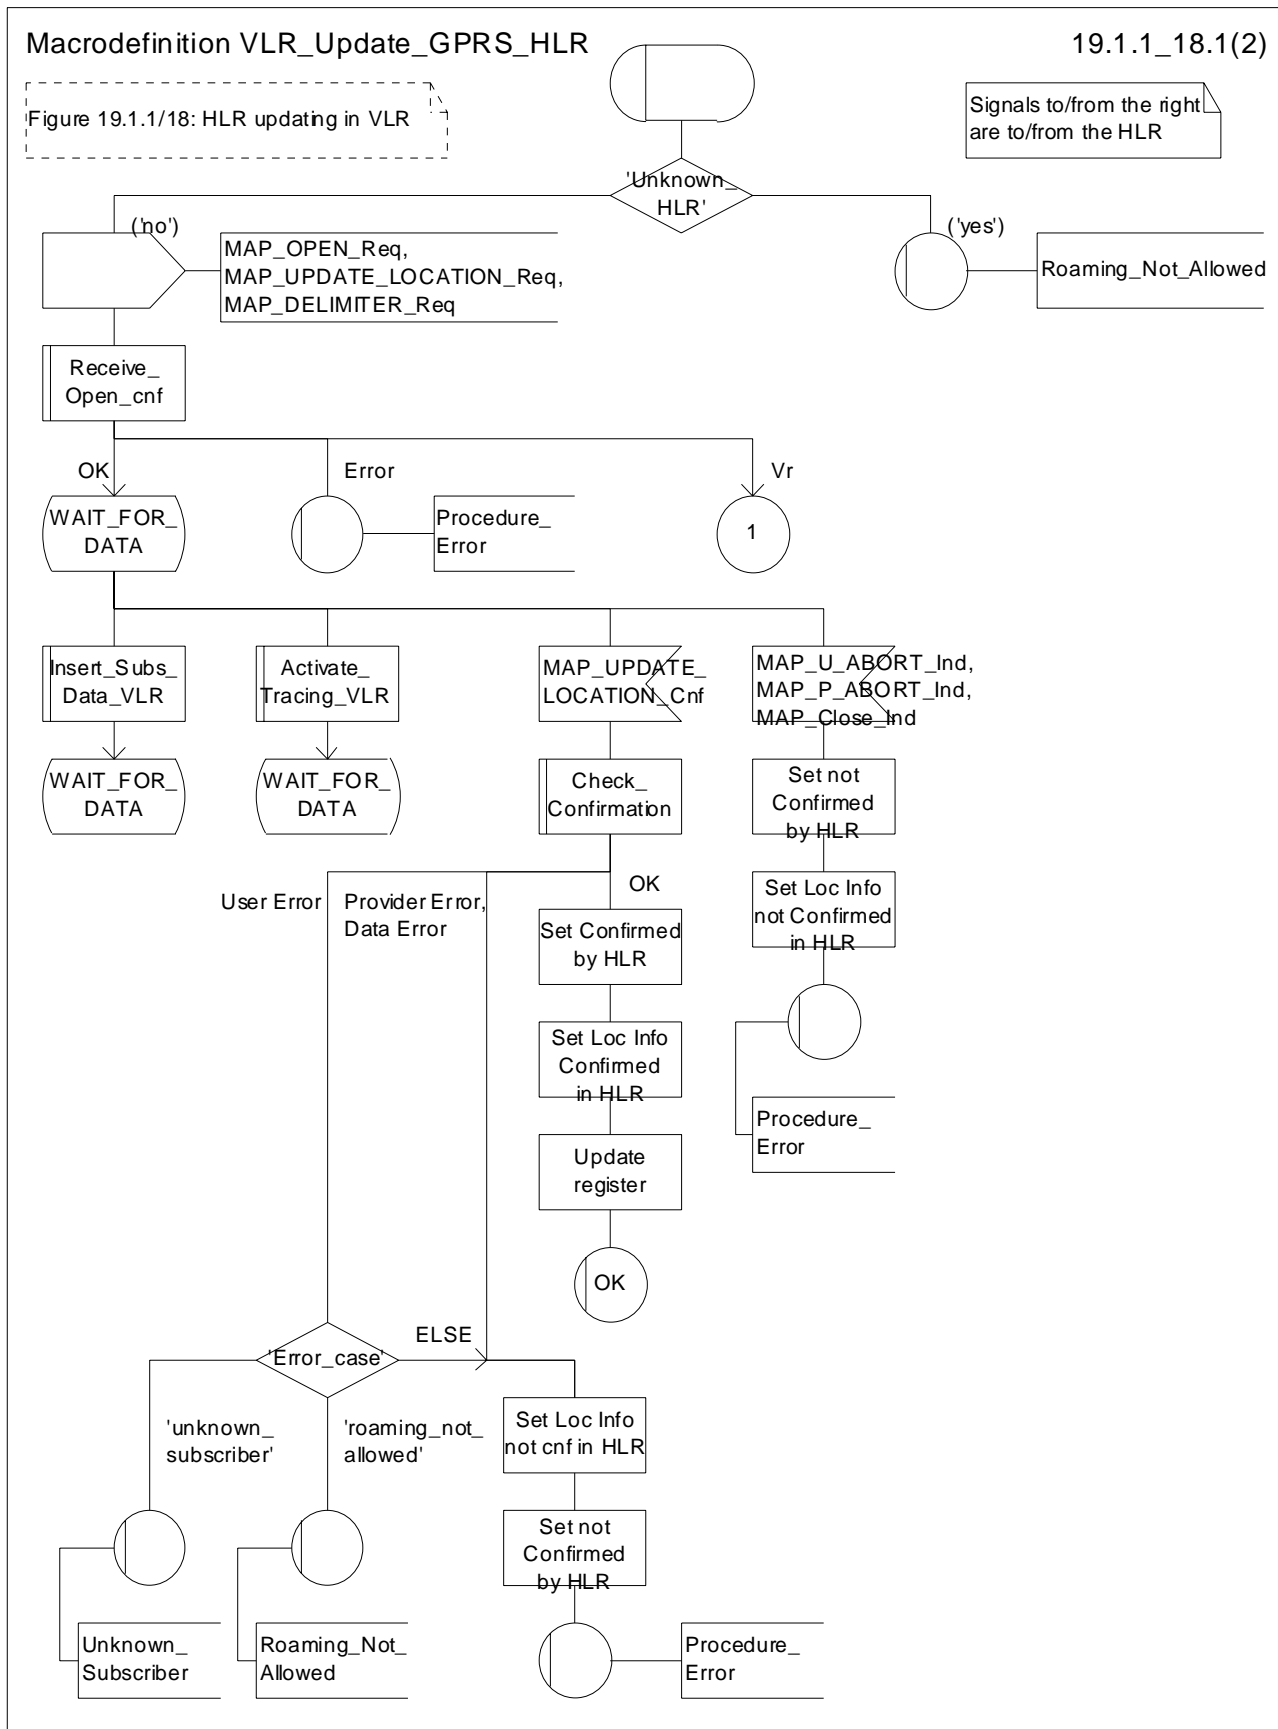 Macrodefinition VLR_Update_GPRS_HLR
19.1.1_18.1(2)
Figure 19.1.1/18: HLR updating in VLR
Signals to/from the right
are to/from the HLR
'Unknown_
HLR'
('no')
('yes')
MAP_OPEN_Req,
MAP_UPDATE_LOCATION_Req,
MAP_DELIMITER_Req
Roaming_Not_Allowed
Receive_
Open_cnf
OK
Error
Vr
WAIT_FOR_
DATA
Procedure_
Error
1
Insert_Subs_
Data_VLR
Activate_
Tracing_VLR
MAP_UPDATE_
LOCATION_Cnf
MAP_U_ABORT_Ind,
MAP_P_ABORT_Ind,
MAP_Close_Ind
WAIT_FOR_
DATA
WAIT_FOR_
DATA
Check_
Confirmation
Set not
Confirmed
by HLR
User Error
Provider Error,
Data Error
OK
Set Confirmed
by HLR
Set Loc Info
not Confirmed
in HLR
Set Loc Info
Confirmed
in HLR
Procedure_
Error
Update
register
OK
'Error_case'
ELSE
'unknown_
subscriber'
'roaming_not_
allowed'
Set Loc Info
not cnf in HLR
Set not
Confirmed
by HLR
Unknown_
Subscriber
Roaming_Not_
Allowed
Procedure_
Error